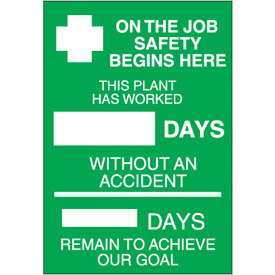 ON THE JOB
SAFETY
BEGINS HERE
THIS PLANT
HAS WORKED
DAYS
WITHOUT AN
ACCIDENT
DAYS
REMAIN TO ACHIEVE
OUR GOAL